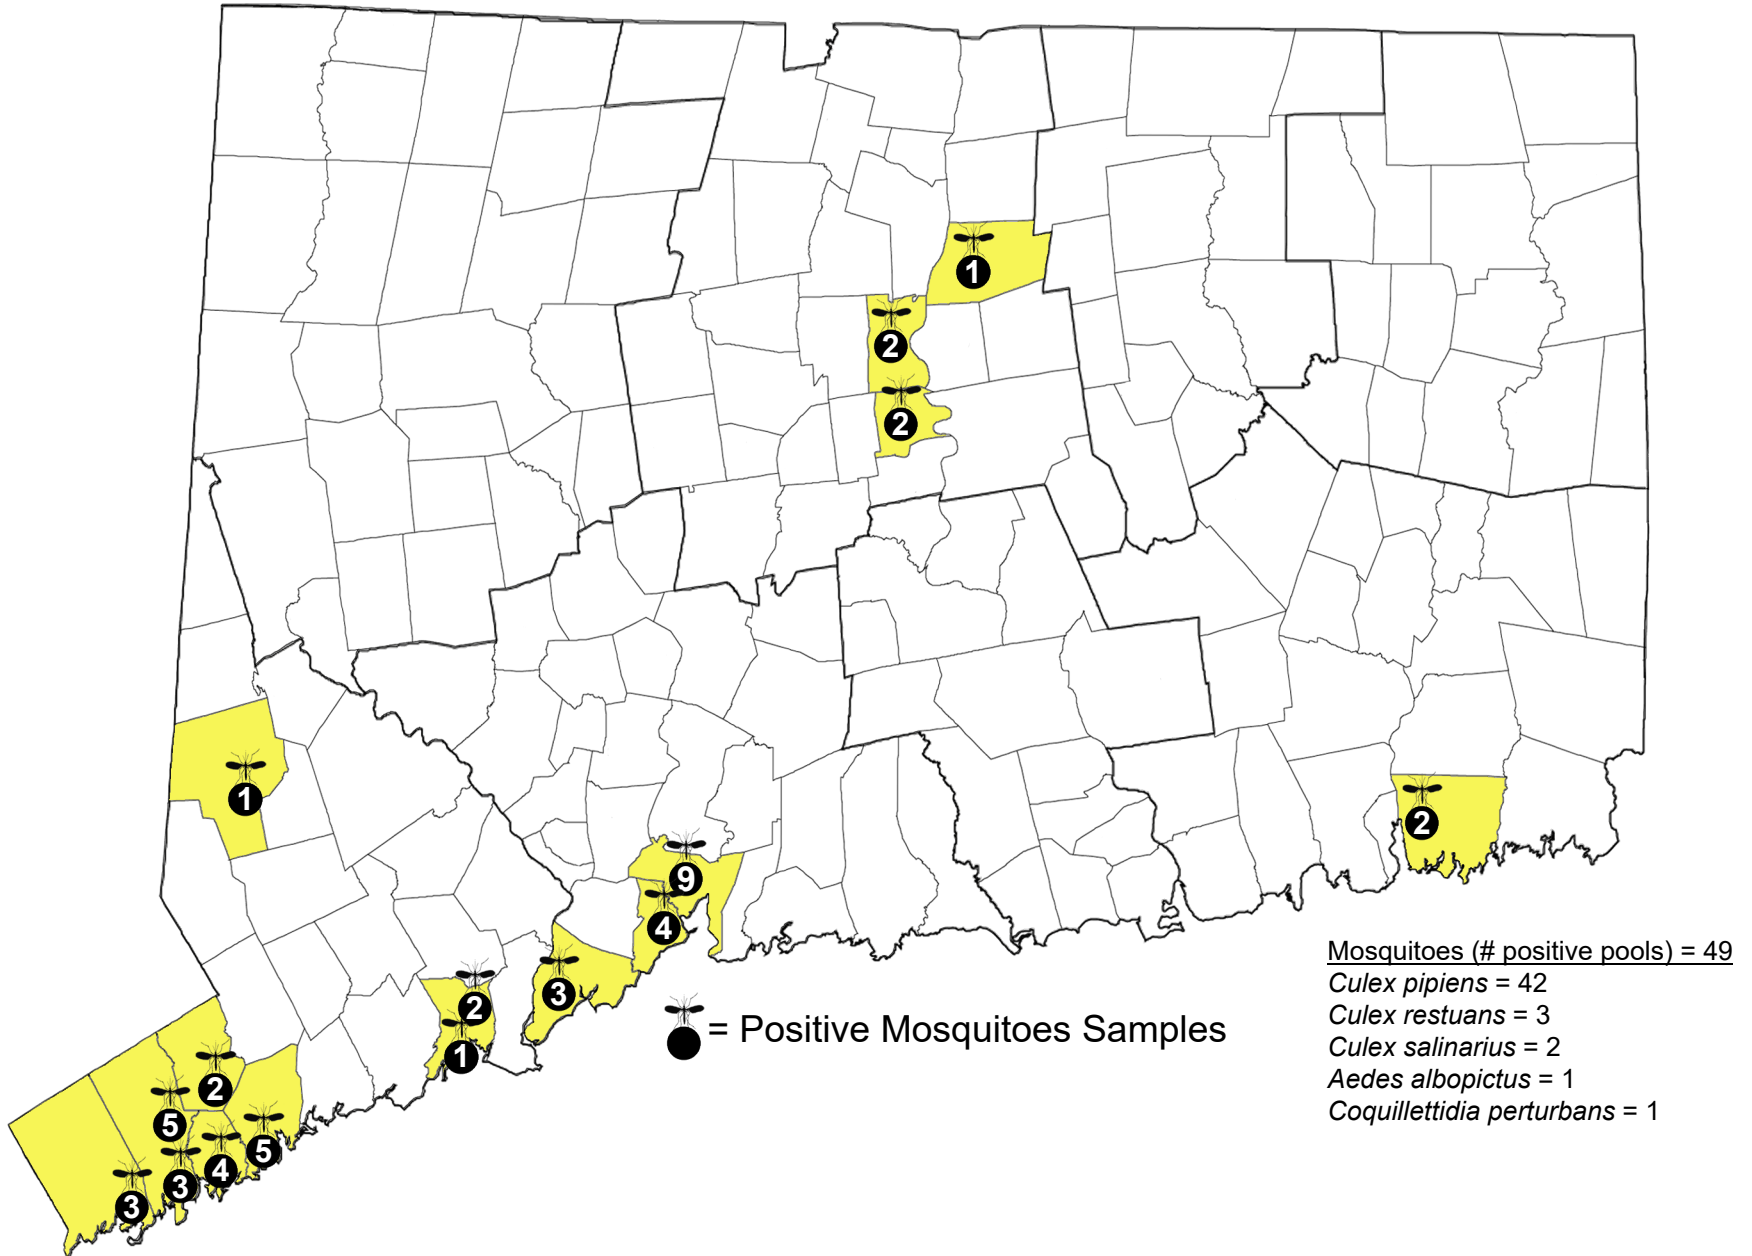 1
2
2
1
2
9
4
3
2
1
2
5
5
4
3
3
= Positive Mosquitoes Samples
Mosquitoes (# positive pools) = 49
Culex pipiens = 42
Culex restuans = 3
Culex salinarius = 2
Aedes albopictus = 1
Coquillettidia perturbans = 1